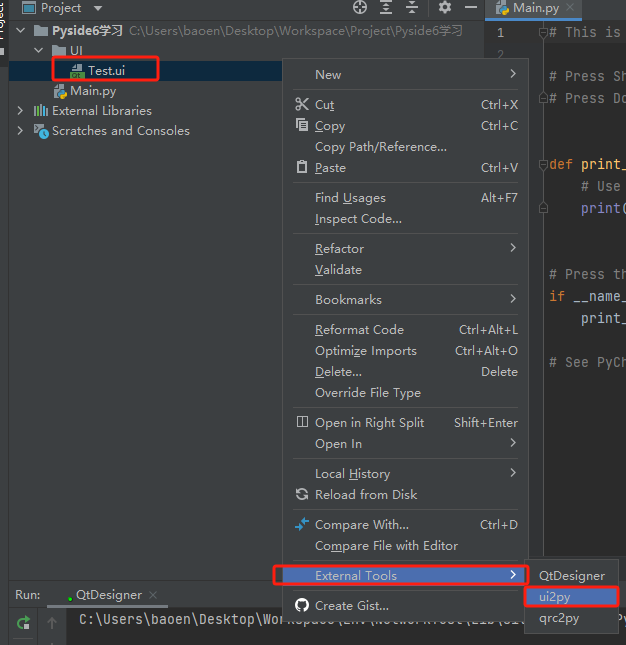 Project
Main.py
Project
Pyside6学习 C:\Users\baoen\Desktop\Workspace\Project\Pyside6学习
UI
Test.ui
Main.py
External Libraries
Scratches and Consoles
1
# This is
2
# Press Sh
# Press Do
def print_
# Use
print(
# Press th
if __name_
print_
# See PyCh
New
Cut Ctrl+X
Copy Ctrl+C
Copy Path/Reference...
Paste Ctrl+V
Find Usages Alt+F7
Inspect Code...
Refactor
Validate
Bookmarks
Reformat Code Ctrl+Alt+L
Optimize Imports Ctrl+Alt+O
Delete... Delete
Override File Type
Open in Right Split Shift+Enter
Open In
Local History
Reload from Disk
Compare With... Ctrl+D
Compare File with Editor
External Tools
Create Gist...
QtDesigner
ui2py
qrc2py
Run: QtDesigner
C:\Users\baoen\Desktop\Work